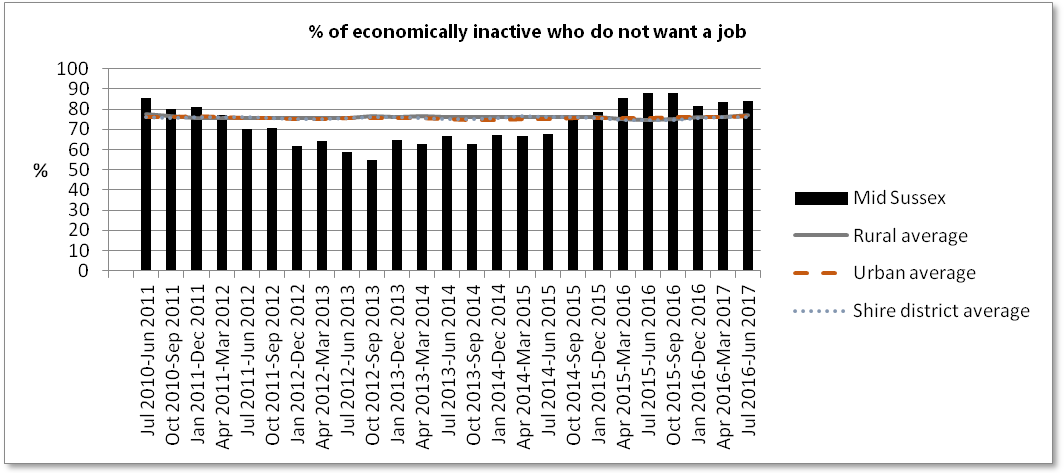 % of economically inactive who do not want a job
100
90
80
70
60
50
40
30
20
10
0
%
Jul 2010-Jun 2011
Oct 2010-Sep 2011
Jan 2011-Dec 2011
Apr 2011-Mar 2012
Jul 2011-Jun 2012
Oct 2011-Sep 2012
Jan 2012-Dec 2012
Apr 2012-Mar 2013
Jul 2012-Jun 2013
Oct 2012-Sep 2013
Jan 2013-Dec 2013
Apr 2013-Mar 2014
Jul 2013-Jun 2014
Oct 2013-Sep 2014
Jan 2014-Dec 2014
Apr 2014-Mar 2015
Jul 2014-Jun 2015
Oct 2014-Sep 2015
Jan 2015-Dec 2015
Apr 2015-Mar 2016
Jul 2015-Jun 2016
Oct 2015-Sep 2016
Jan 2016-Dec 2016
Apr 2016-Mar 2017
Jul 2016-Jun 2017
Mid Sussex
Rural average
Urban average
Shire district average